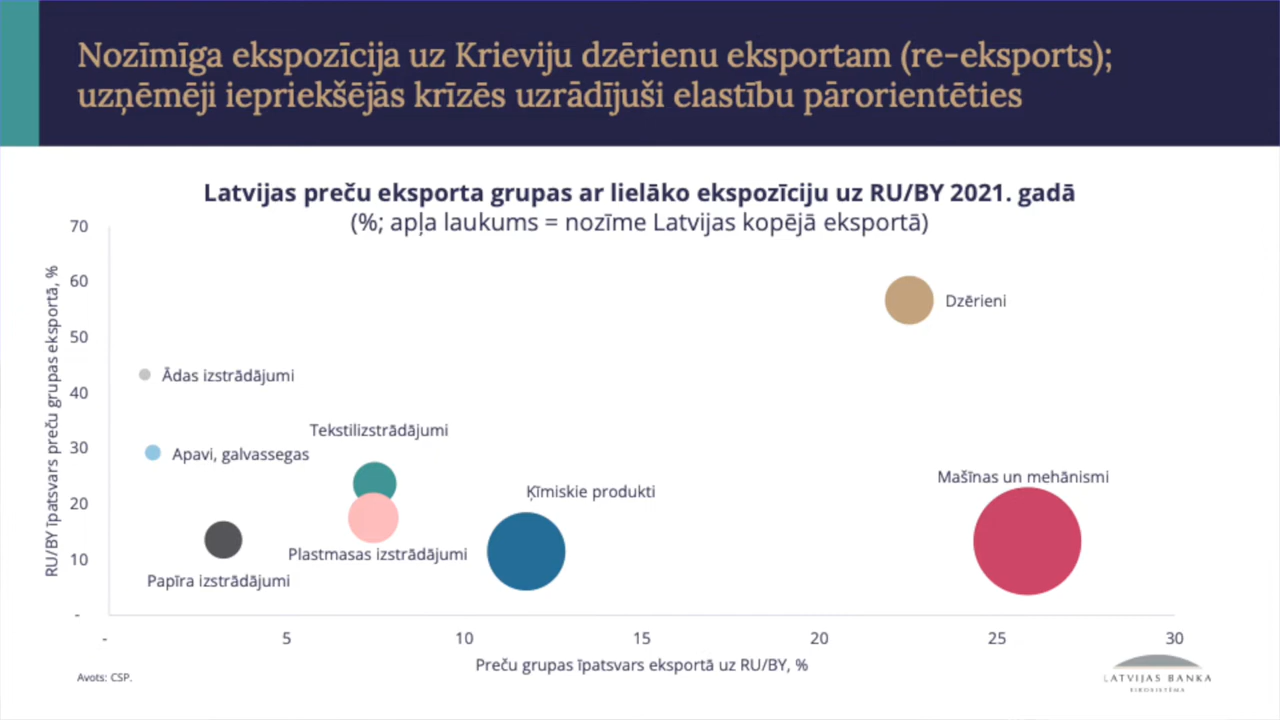 Nozīmīga ekspozīcija uz Krieviju dzērienu eksportam (re-eksports);
uzņēmēji iepriekšējās krīzēs uzrādījuši elastību pārorientēties
Latvijas preču eksporta grupas ar lielāko ekspozīciju uz RU/BY 2021. gadā
(%; apļa laukums = nozīme Latvijas kopējā eksportā)
RU/BY īpatsvars preču grupas eksportā, %
70
60
50
40
30
20
10
-
Dzērieni
Ādas izstrādājumi
Tekstilizstrādājumi
Apavi, galvassegas
Mašīnas un mehānismi
Ķīmiskie produkti
Plastmasas izstrādājumi
Papīra izstrādājumi
-
5
10
15
20
25
30
Preču grupas īpatsvars eksportā uz RU/BY, %
Avots: CSP.
LATVIJAS BANKA
EIROSISTĒMA